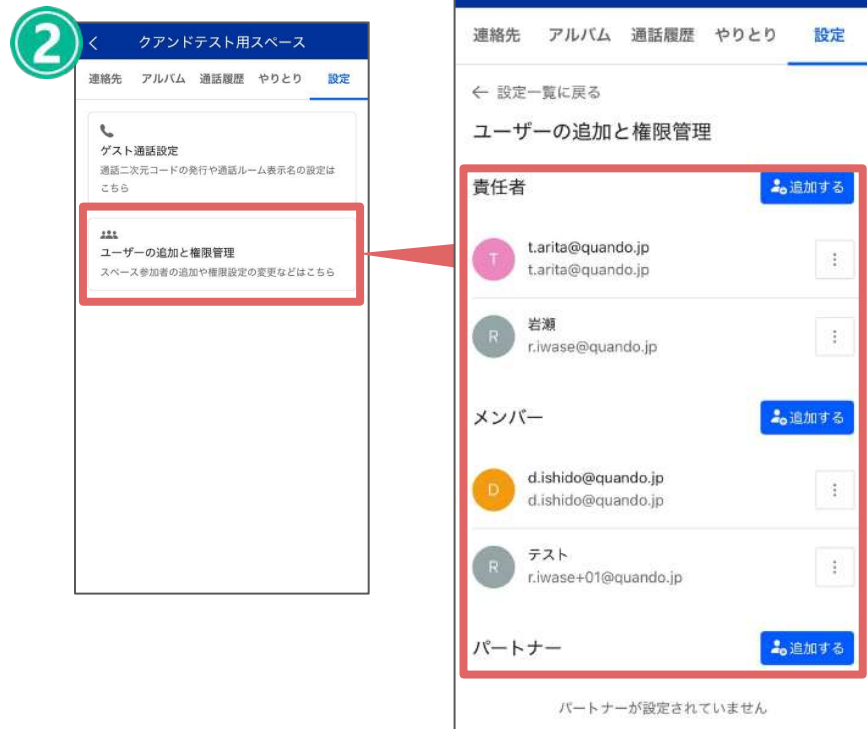 2
クアンドテスト用スペース
連絡先 アルバム 通話履歴 やりとり 設定
ゲスト通話設定
通話二次元コードの発行や通話ルーム表示名の設定は
こちら
ユーザーの追加と権限管理
スペース参加者の追加や権限設定の変更などはこちら
連絡先 アルバム 通話履歴 やりとり 設定
← 設定一覧に戻る
ユーザーの追加と権限管理
責任者 追加する
T
t.arita@quando.jp
t.arita@quando.jp
R
岩瀬
r.iwase@quando.jp
メンバー 追加する
D
d.ishido@quando.jp
d.ishido@quando.jp
R
テスト
r.iwase+01@quando.jp
パートナー 追加する
パートナーが設定されていません